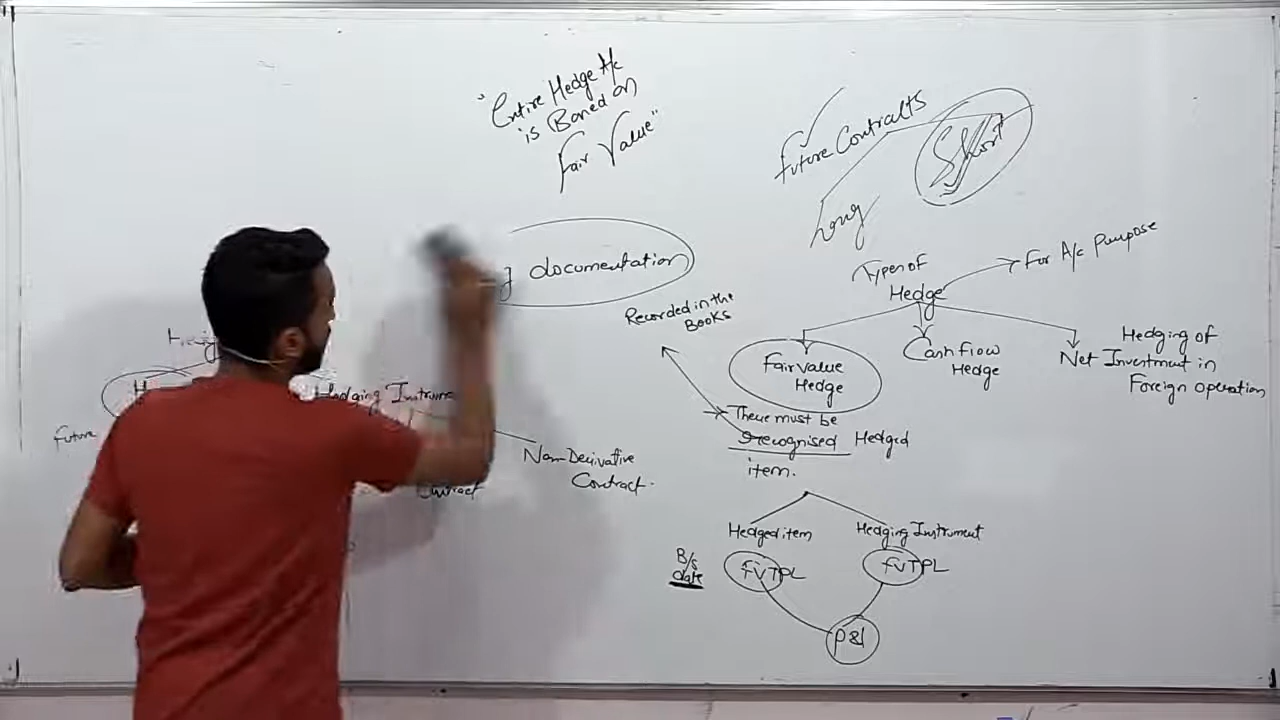 "Entire Hedge A/c
is Based on
Fair Value"
Future Contracts
Short
Long
documentation
Recorded in the
Books
Types of
Hedge
For A/c Purpose
Fair Value
Hedge
Cash flow
Hedge
Hedging of
Net Investment in
Foreign operation
There must be
recognised Hedged
item.
Hedged item
Hedging Instrument
B/s
date
FVTPL
FVTPL
P&L
Hedging
Future
Non Derivative
Contract.
Contract